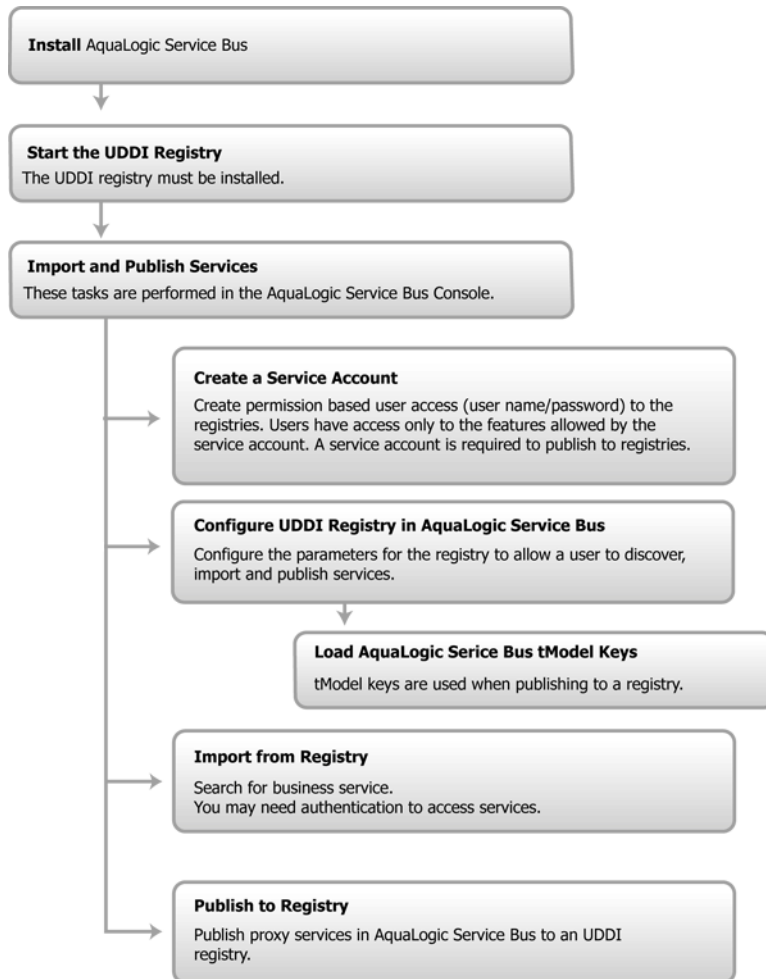 Install AquaLogic Service Bus
Start the UDDI Registry
The UDDI registry must be installed.
Import and Publish Services
These tasks are performed in the AquaLogic Service Bus Console.
Create a Service Account
Create permission based user access (user name/password) to the
registries. Users have access only to the features allowed by the
service account. A service account is required to publish to registries.
Configure UDDI Registry in AquaLogic Service Bus
Configure the parameters for the registry to allow a user to discover,
import and publish services.
Load AquaLogic Serice Bus tModel Keys
tModel keys are used when publishing to a registry.
Import from Registry
Search for business service.
You may need authentication to access services.
Publish to Registry
Publish proxy services in AquaLogic Service Bus to an UDDI
registry.